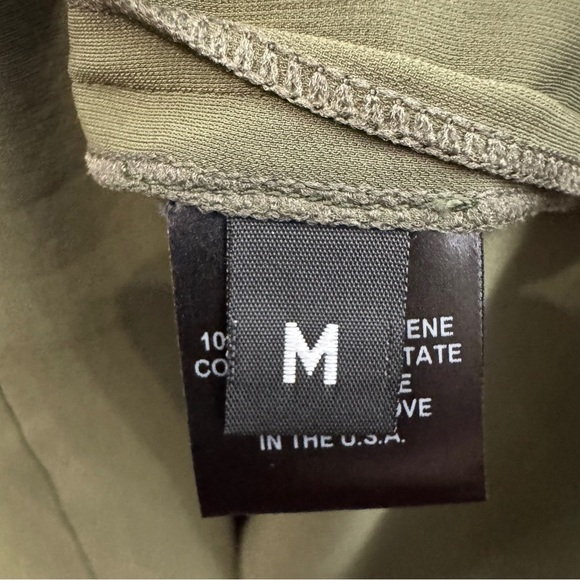 M
10 ENE
CO TATE
E
OVE
IN THE U.S.A.